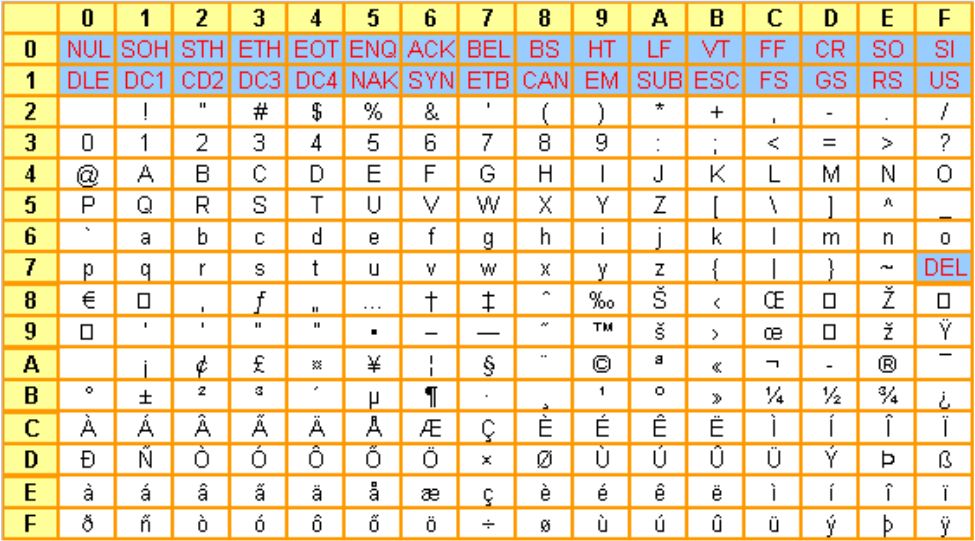 0 1 2 3 4 5 6 7 8 9 A B C D E F
0 NUL SOH STH ETH EOT ENQ ACK BEL BS HT LF VT FF CR SO SI
1 DLE DC1 CD2 DC3 DC4 NAK SYN ETB CAN EM SUB ESC FS GS RS US
2 ! " # $ % & ' ( ) * + , - . /
3 0 1 2 3 4 5 6 7 8 9 : ; < = > ?
4 @ A B C D E F G H I J K L M N O
5 P Q R S T U V W X Y Z [ \ ] ^ _
6 ` a b c d e f g h i j k l m n o
7 p q r s t u v w x y z { | } ~ DEL
8 € □ ‚ ƒ „ … † ‡ ˆ ‰ Š ‹ Œ □ Ž □
9 □ ‘ ’ “ ” • – — ˜ ™ š › œ □ ž Ÿ
A ¡ ¢ £ ¤ ¥ ¦ § ¨ © ª « ¬ - ® ¯
B ° ± ² ³ ´ µ ¶ · ¸ ¹ º » ¼ ½ ¾ ¿
C À Á Â Ã Ä Å Æ Ç È É Ê Ë Ì Í Î Ï
D Ð Ñ Ò Ó Ô Õ Ö × Ø Ù Ú Û Ü Ý Þ ß
E à á â ã ä å æ ç è é ê ë ì í î ï
F ð ñ ò ó ô õ ö ÷ ø ù ú û ü ý þ ÿ